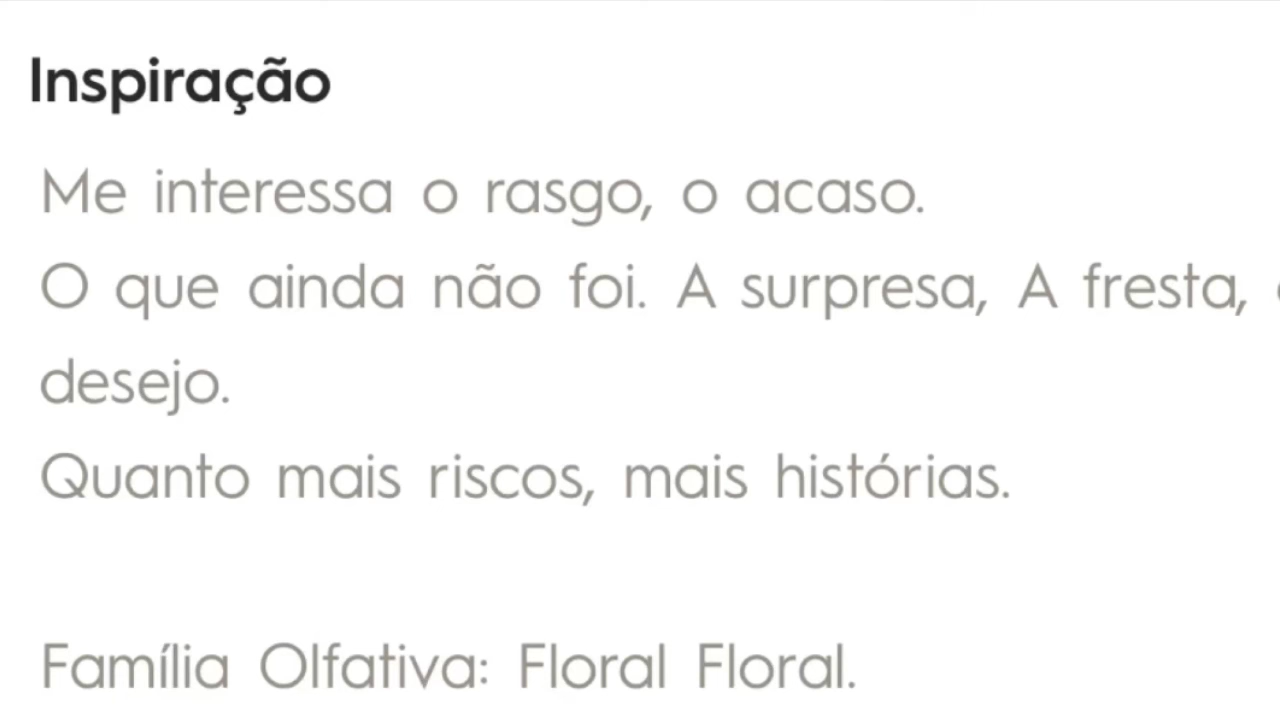 Inspiração
Me interessa o rasgo, o acaso.
O que ainda não foi. A surpresa, A fresta,
desejo.
Quanto mais riscos, mais histórias.
Família Olfativa: Floral Floral.